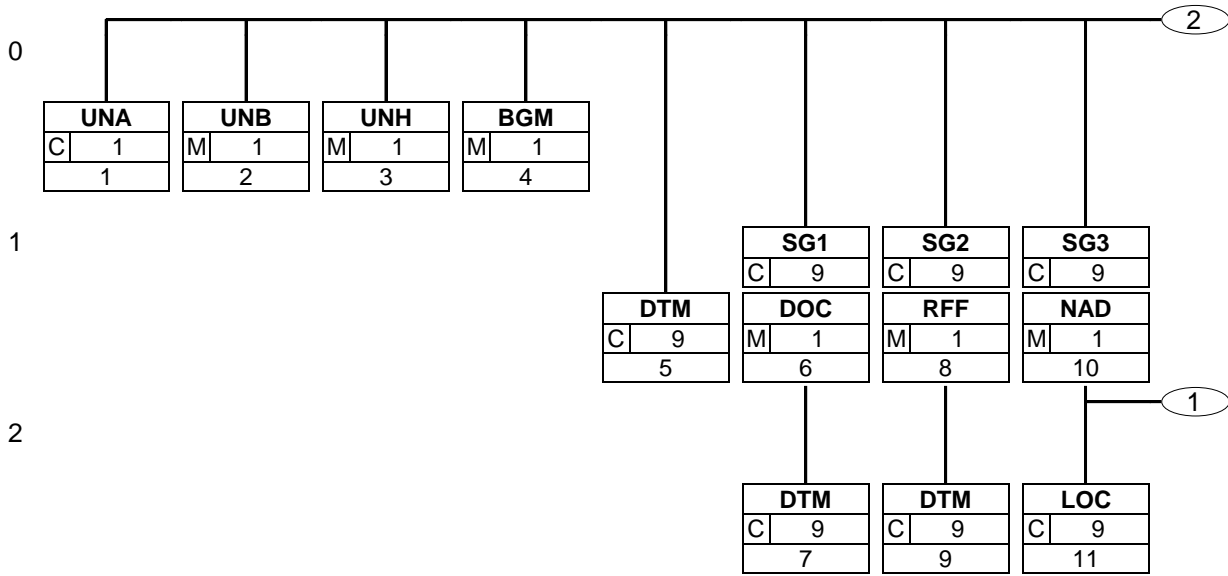 2
0
UNA UNB UNH BGM
C 1 M 1 M 1 M 1
1 2 3 4
1
SG1 SG2 SG3
C 9 C 9 C 9
DTM DOC RFF NAD
C 9 M 1 M 1 M 1
5 6 8 10
1
2
DTM DTM LOC
C 9 C 9 C 9
7 9 11